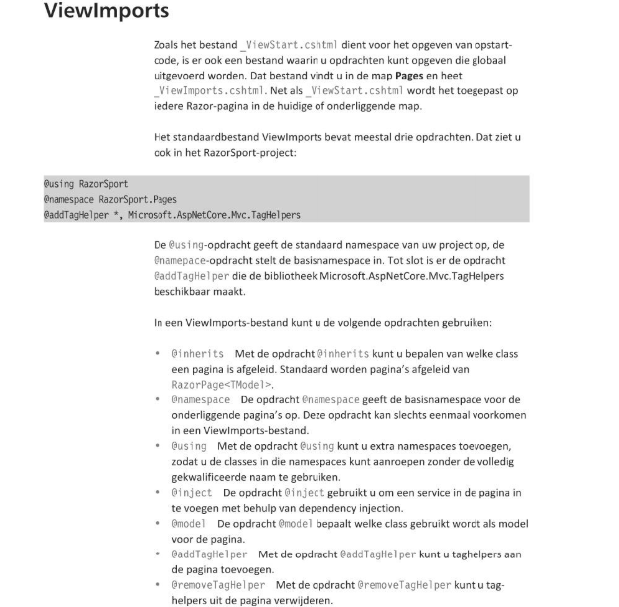 ViewImports
Zoals het bestand _ViewStart.cshtml dient voor het opgeven van opstart-
code, is er ook een bestand waarin u opdrachten kunt opgeven die globaal
uitgevoerd worden. Dat bestand vindt u in de map Pages en heet
_ViewImports.cshtml. Net als _ViewStart.cshtml wordt het toegepast op
iedere Razor-pagina in de huidige of onderliggende map.
Het standaardbestand ViewImports bevat meestal drie opdrachten. Dat ziet u
ook in het RazorSport-project:
@using RazorSport
@namespace RazorSport.Pages
@addTagHelper *, Microsoft.AspNetCore.Mvc.TagHelpers
De @using-opdracht geeft de standaard namespace van uw project op, de
@namepace-opdracht stelt de basisnamespace in. Tot slot is er de opdracht
@addTagHelper die de bibliotheek Microsoft.AspNetCore.Mvc.TagHelpers
beschikbaar maakt.
In een ViewImports-bestand kunt u de volgende opdrachten gebruiken:
• @inherits Met de opdracht @inherits kunt u bepalen van welke class
een pagina is afgeleid. Standaard worden pagina's afgeleid van
RazorPage<TModel>.
• @namespace De opdracht @namespace geeft de basisnamespace voor de
onderliggende pagina's op. Deze opdracht kan slechts eenmaal voorkomen
in een ViewImports-bestand.
• @using Met de opdracht @using kunt u extra namespaces toevoegen,
zodat u de classes in die namespaces kunt aanroepen zonder de volledig
gekwalificeerde naam te gebruiken.
• @inject De opdracht @inject gebruikt u om een service in de pagina in
te voegen met behulp van dependency injection.
• @model De opdracht @model bepaalt welke class gebruikt wordt als model
voor de pagina.
• @addTagHelper Met de opdracht @addTagHelper kunt u taghelpers aan
de pagina toevoegen.
• @removeTagHelper Met de opdracht @removeTagHelper kunt u tag-
helpers uit de pagina verwijderen.